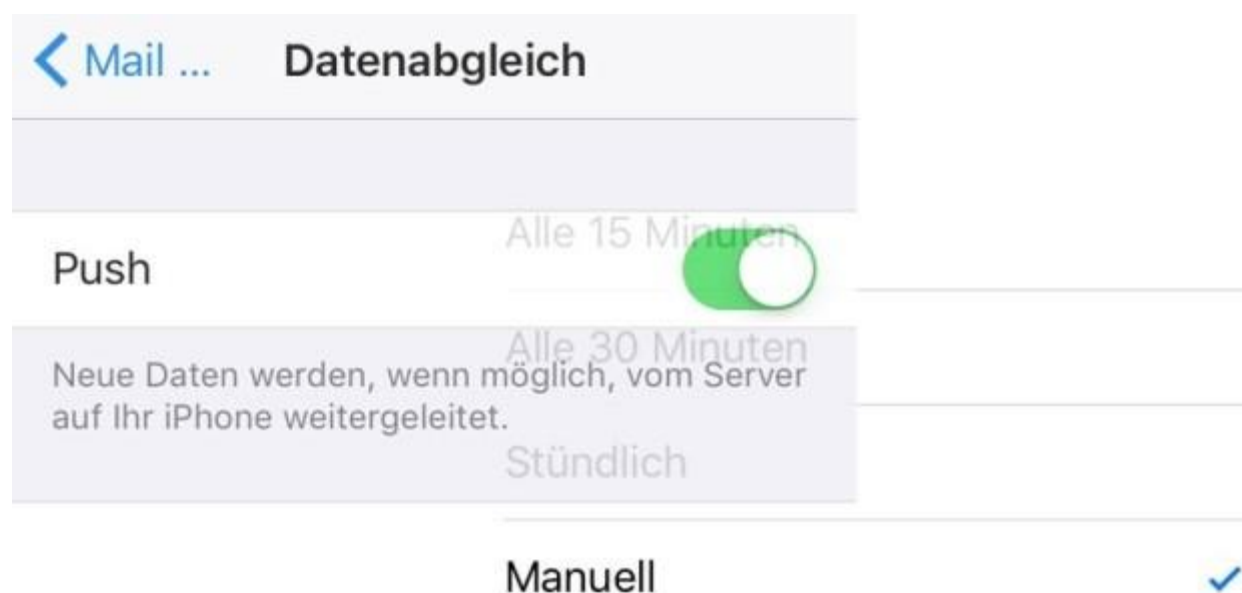 Mail ...
Datenabgleich
Alle 15 Minuten
Push
Alle 30 Minuten
Neue Daten werden, wenn möglich, vom Server
auf Ihr iPhone weitergeleitet.
Stündlich
Manuell